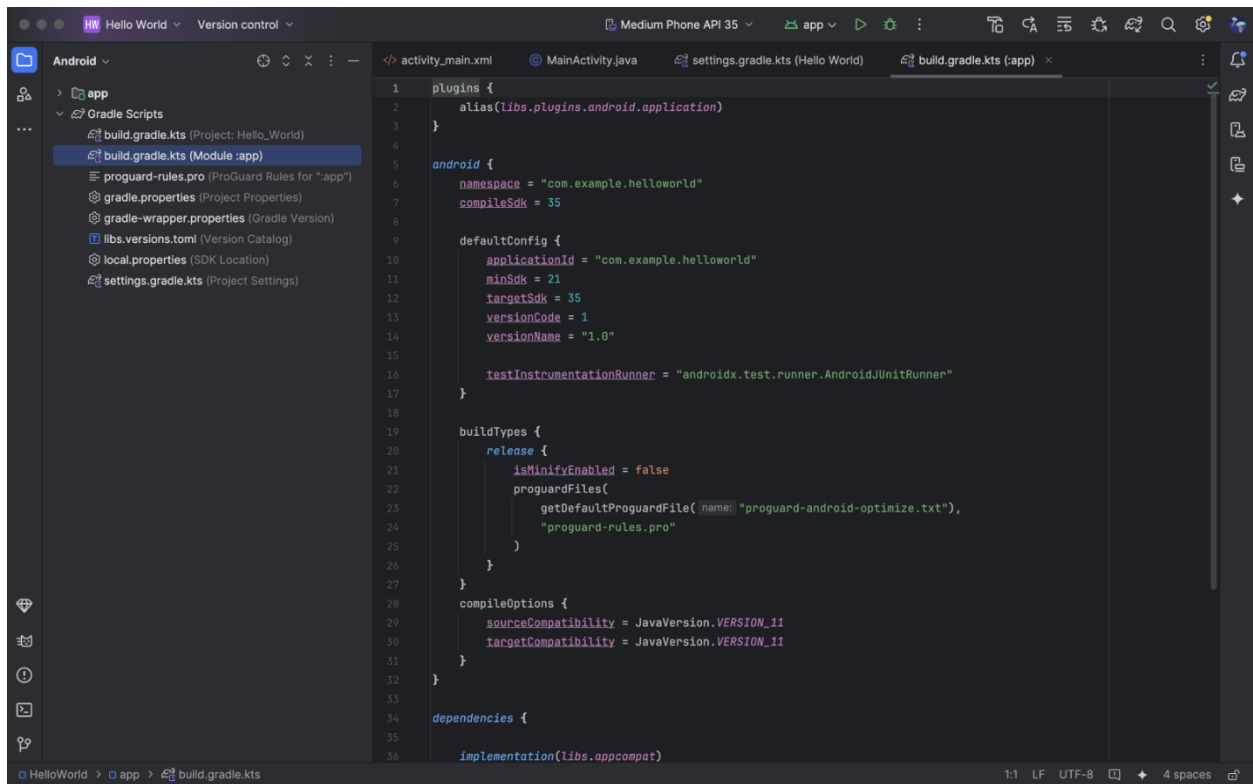 HW Hello World Version control Medium Phone API 35 app
Android
app
Gradle Scripts
build.gradle.kts (Project: Hello_World)
build.gradle.kts (Module :app)
proguard-rules.pro (ProGuard Rules for ":app")
gradle.properties (Project Properties)
gradle-wrapper.properties (Gradle Version)
T libs.versions.toml (Version Catalog)
local.properties (SDK Location)
settings.gradle.kts (Project Settings)
</> activity_main.xml © MainActivity.java settings.gradle.kts (Hello World) build.gradle.kts (:app) ×
1 plugins {
2 alias(libs.plugins.android.application)
3 }
4
5 android {
6 namespace = "com.example.helloworld"
7 compileSdk = 35
8
9 defaultConfig {
10 applicationId = "com.example.helloworld"
11 minSdk = 21
12 targetSdk = 35
13 versionCode = 1
14 versionName = "1.0"
15
16 testInstrumentationRunner = "androidx.test.runner.AndroidJUnitRunner"
17 }
18
19 buildTypes {
20 release {
21 isMinifyEnabled = false
22 proguardFiles(
23 getDefaultProguardFile( name: "proguard-android-optimize.txt"),
24 "proguard-rules.pro"
25 )
26 }
27 }
28 compileOptions {
29 sourceCompatibility = JavaVersion.VERSION_11
30 targetCompatibility = JavaVersion.VERSION_11
31 }
32 }
33
34 dependencies {
35
36 implementation(libs.appcompat)
HelloWorld > app > build.gradle.kts 1:1 LF UTF-8 4 spaces